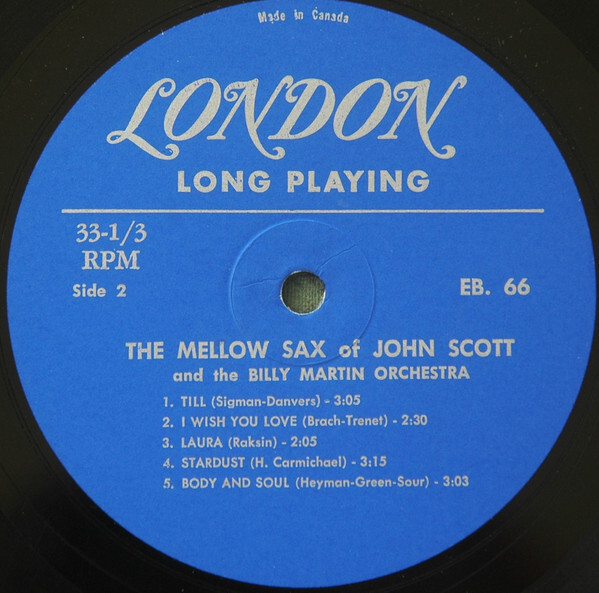 Made in Canada
LONDON
LONG PLAYING
33-1/3
RPM
Side 2
EB. 66
THE MELLOW SAX of JOHN SCOTT
and the BILLY MARTIN ORCHESTRA
1. TILL (Sigman-Danvers) - 3:05
2. I WISH YOU LOVE (Brach-Trenet) - 2:30
3. LAURA (Raksin) - 2:05
4. STARDUST (H. Carmichael) - 3:15
5. BODY AND SOUL (Heyman-Green-Sour) - 3:03